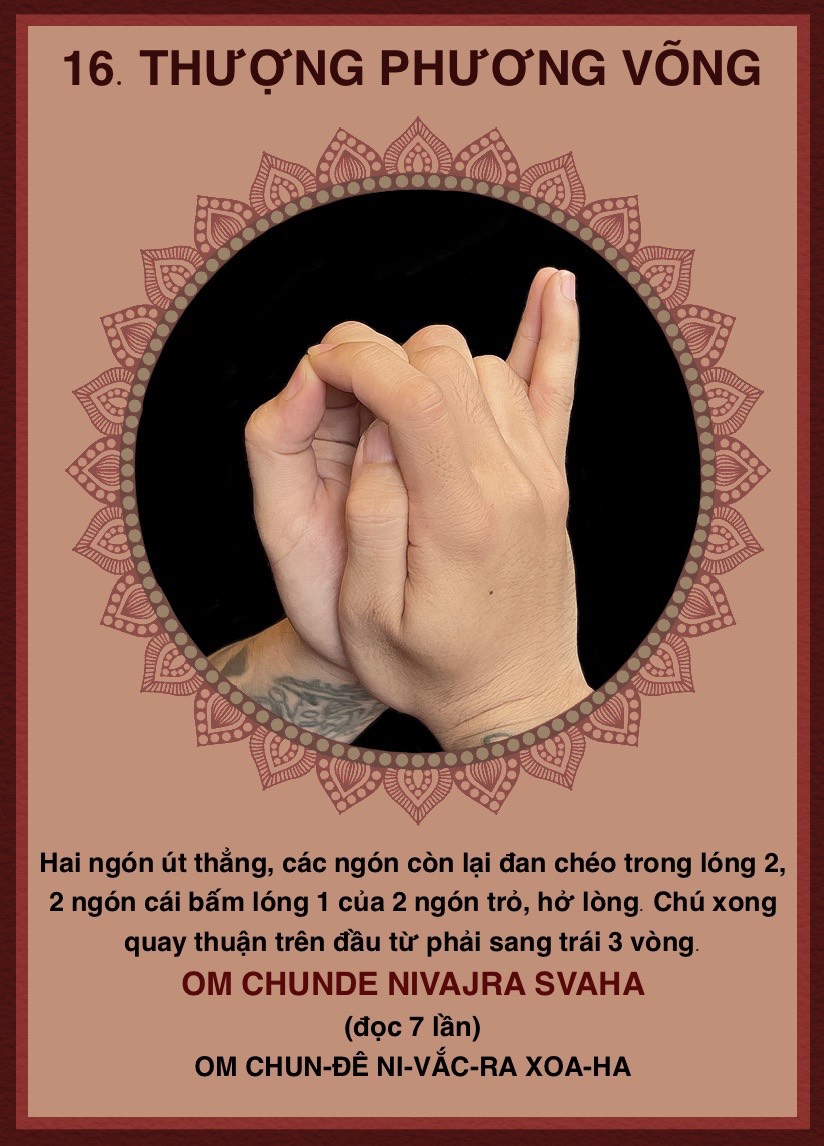 16. THƯỢNG PHƯƠNG VÕNG
Hai ngón út thẳng, các ngón còn lại đan chéo trong lóng 2,
2 ngón cái bấm lóng 1 của 2 ngón trỏ, hở lòng. Chú xong
quay thuận trên đầu từ phải sang trái 3 vòng.
OM CHUNDE NIVAJRA SVAHA
(đọc 7 lần)
OM CHUN-ĐÊ NI-VẮC-RA XOA-HA